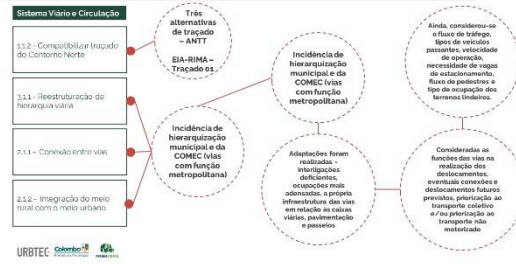 Sistema Viário e Circulação
1.1.2 - Compatibilizar traçado
do Contorno Norte
3.1.1 - Reestruturação da
hierarquia viária
2.1.1 – Conexão entre vias
2.1.2 – Integração do meio
rural com o meio urbano
Três
alternativas
de traçado
– ANTT
EIA-RIMA –
Traçado 01
Incidência de
hierarquização
municipal e da
COMEC (vias
com função
metropolitana)
Incidência de
hierarquização
municipal e da
COMEC (vias
com função
metropolitana)
Adaptações foram
realizadas -
interligações
deficientes,
ocupações mais
adensadas, a própria
infraestrutura das vias
em relação às caixas
viárias, pavimentação
e passeios
Ainda, considerou-se
o fluxo de tráfego,
tipos de veículos
passantes, velocidade
de operação,
necessidade de vagas
de estacionamento,
fluxo de pedestres e
tipo de ocupação dos
terrenos lindeiros.
Consideradas as
funções das vias na
realização dos
deslocamentos,
eventuais conexões e
deslocamentos futuros
previstos, priorização ao
transporte coletivo
e/ou priorização ao
transporte não
motorizado
URBTEC
Colombo